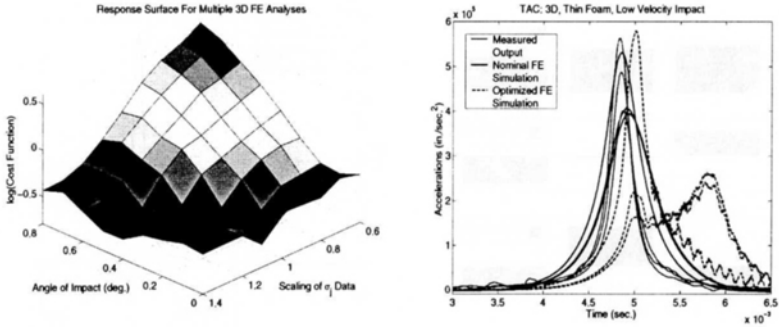 Response Surface For Multiple 3D FE Analyses
log(Cost Function)
0.5
0
-0.5
0.8
0.6
0.4
0.2
0
Angle of Impact (deg.)
1.4
1.2
1
0.8
0.6
Scaling of σj Data
TAC: 3D, Thin Foam, Low Velocity Impact
x 10⁵
6
5
4
3
2
1
0
Accelerations (in./sec.²)
Measured
Output
Nominal FE
Simulation
Optimized FE
Simulation
3
3.5
4
4.5
5
5.5
6
6.5
Time (sec.)
x 10⁻³